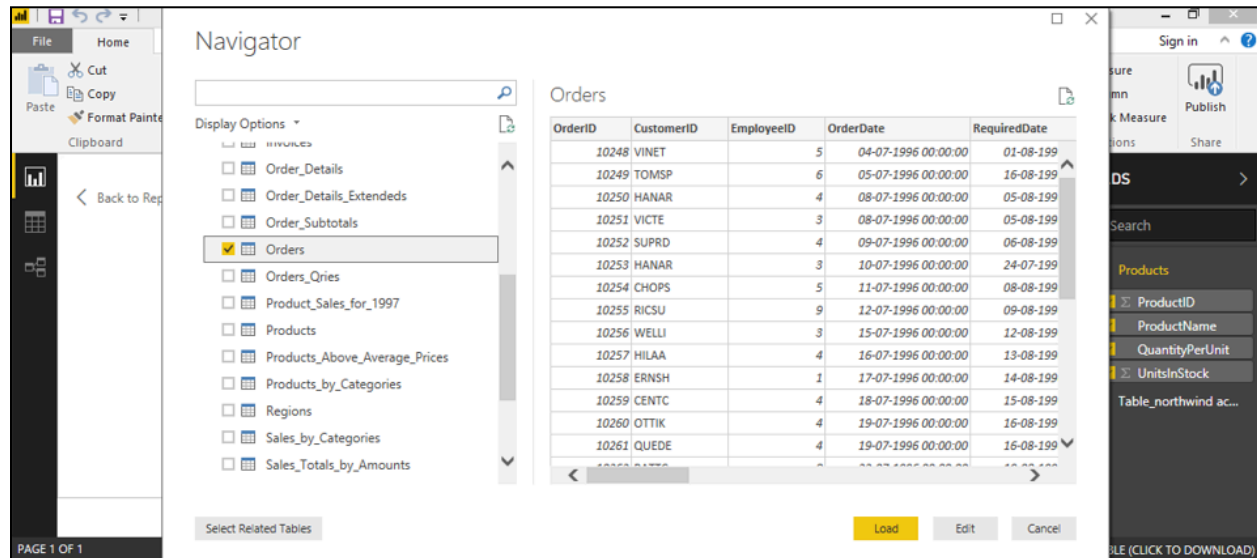 File
Home
Sign in
Cut
Copy
Format Painte
Paste
Clipboard
sure
mn
k Measure
Publish
tions
Share
Navigator
Display Options
Invoices
Order_Details
Order_Details_Extendeds
Order_Subtotals
Orders
Orders_Qries
Product_Sales_for_1997
Products
Products_Above_Average_Prices
Products_by_Categories
Regions
Sales_by_Categories
Sales_Totals_by_Amounts
Orders
OrderID CustomerID EmployeeID OrderDate RequiredDate
10248 VINET 5 04-07-1996 00:00:00 01-08-199
10249 TOMSP 6 05-07-1996 00:00:00 16-08-199
10250 HANAR 4 08-07-1996 00:00:00 05-08-199
10251 VICTE 3 08-07-1996 00:00:00 05-08-199
10252 SUPRD 4 09-07-1996 00:00:00 06-08-199
10253 HANAR 3 10-07-1996 00:00:00 24-07-199
10254 CHOPS 5 11-07-1996 00:00:00 08-08-199
10255 RICSU 9 12-07-1996 00:00:00 09-08-199
10256 WELLI 3 15-07-1996 00:00:00 12-08-199
10257 HILAA 4 16-07-1996 00:00:00 13-08-199
10258 ERNSH 1 17-07-1996 00:00:00 14-08-199
10259 CENTC 4 18-07-1996 00:00:00 15-08-199
10260 OTTIK 4 19-07-1996 00:00:00 16-08-199
10261 QUEDE 4 19-07-1996 00:00:00 16-08-199
Select Related Tables
Load Edit Cancel
Back to Rep
DS
Search
Products
Σ ProductID
ProductName
QuantityPerUnit
Σ UnitsInStock
Table_northwind ac...
PAGE 1 OF 1
BLE (CLICK TO DOWNLOAD)